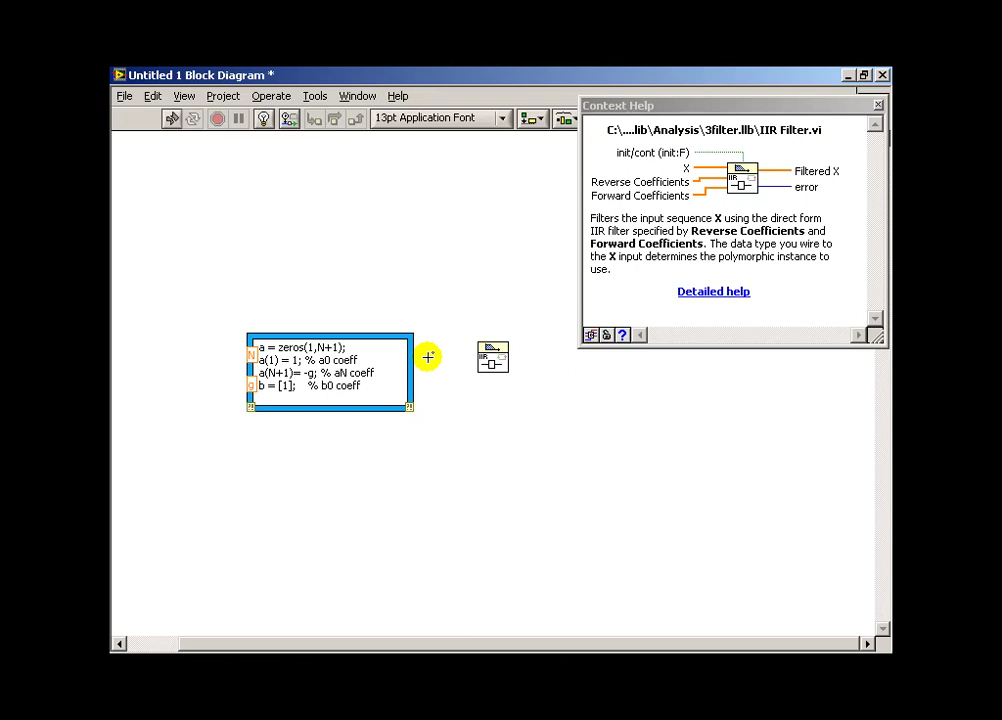 Untitled 1 Block Diagram *
File Edit View Project Operate Tools Window Help
13pt Application Font
Context Help
C:\....lib\Analysis\3filter.llb\IIR Filter.vi
init/cont (init:F)
X
Reverse Coefficients
Forward Coefficients
IIR
Filtered X
error
Filters the input sequence X using the direct form
IIR filter specified by Reverse Coefficients and
Forward Coefficients. The data type you wire to
the X input determines the polymorphic instance to
use.
Detailed help
?
N
g
a = zeros(1,N+1);
a(1) = 1; % a0 coeff
a(N+1)= -g; % aN coeff
b = [1]; % b0 coeff
?!
?!
IIR